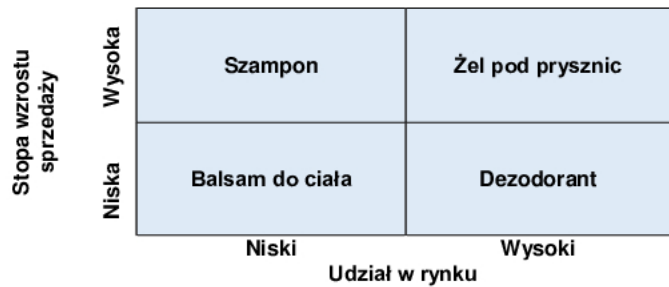 Stopa wzrostu
sprzedaży
Wysoka
Szampon
Żel pod prysznic
Niska
Balsam do ciała
Dezodorant
Niski
Wysoki
Udział w rynku